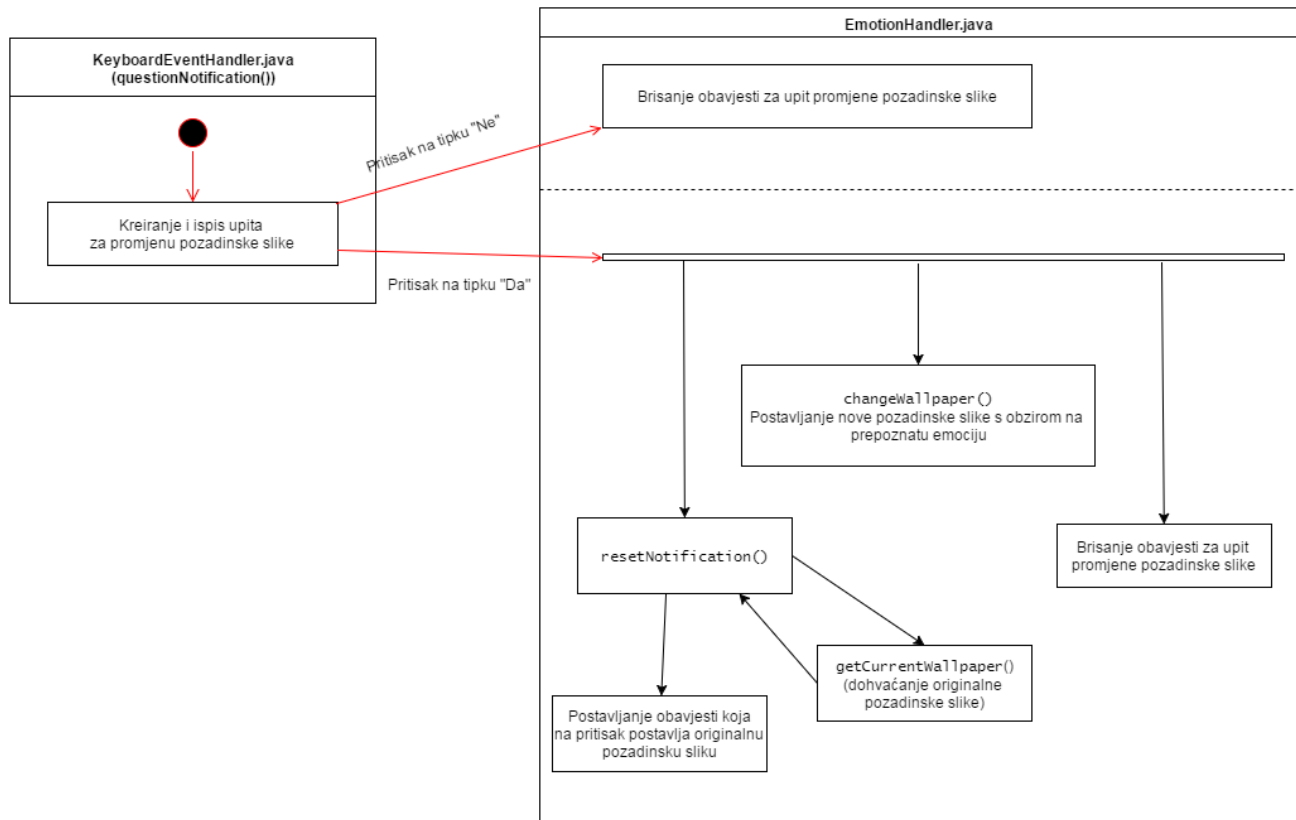 KeyboardEventHandler.java
(questionNotification())
Kreiranje i ispis upita
za promjenu pozadinske slike
Pritisak na tipku "Ne"
Pritisak na tipku "Da"
EmotionHandler.java
Brisanje obavjesti za upit promjene pozadinske slike
changeWallpaper()
Postavljanje nove pozadinske slike s obzirom na
prepoznatu emociju
resetNotification()
Brisanje obavjesti za upit
promjene pozadinske slike
getCurrentWallpaper()
(dohvaćanje originalne
pozadinske slike)
Postavljanje obavjesti koja
na pritisak postavlja originalnu
pozadinsku sliku